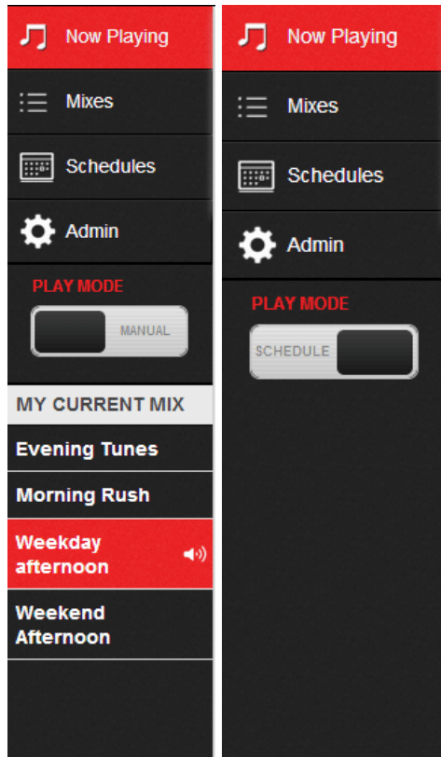 Now Playing
Mixes
Schedules
Admin
PLAY MODE
MANUAL
MY CURRENT MIX
Evening Tunes
Morning Rush
Weekday
afternoon
Weekend
Afternoon
Now Playing
Mixes
Schedules
Admin
PLAY MODE
SCHEDULE